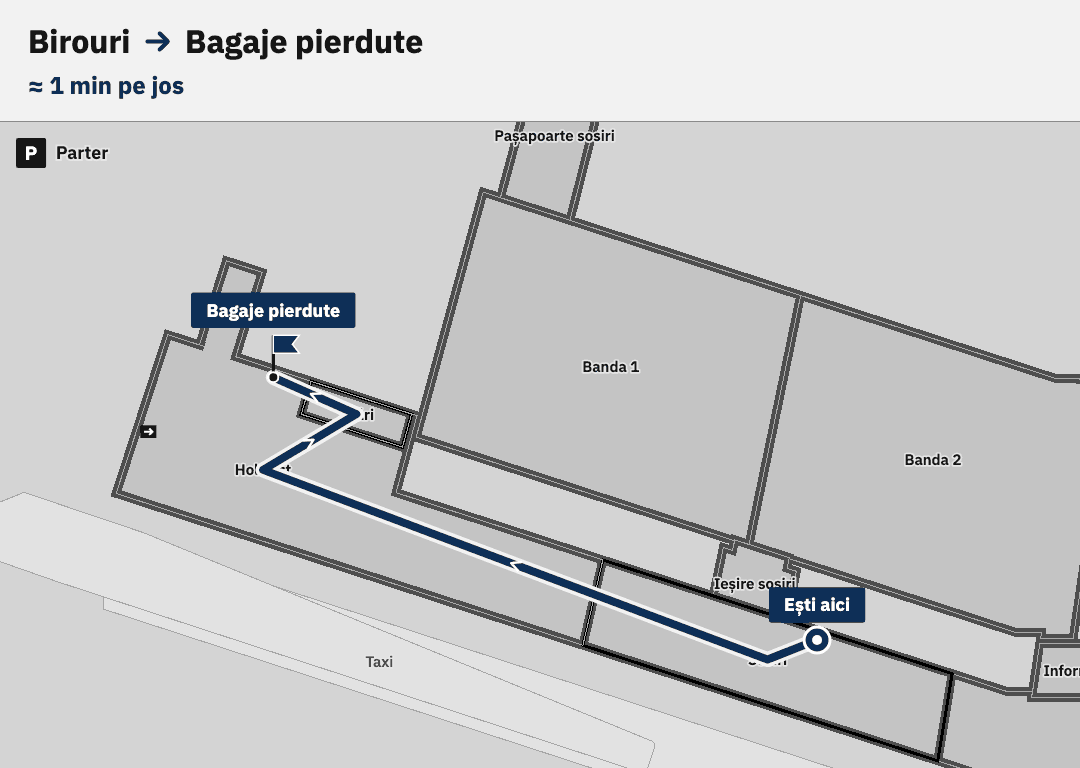 Birouri → Bagaje pierdute
≈ 1 min pe jos
P Parter
Pașapoarte sosiri
Bagaje pierdute
Banda 1
Banda 2
Ieșire sosiri
Ești aici
Taxi